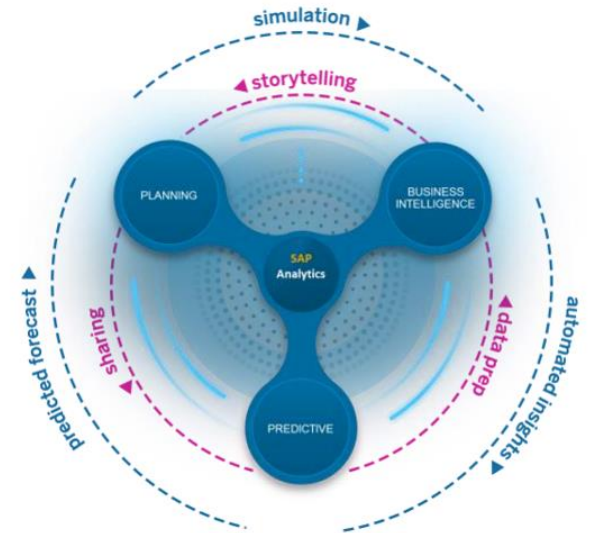 simulation
storytelling
PLANNING
BUSINESS
INTELLIGENCE
SAP
Analytics
predicted forecast
sharing
data prep
automated insights
PREDICTIVE